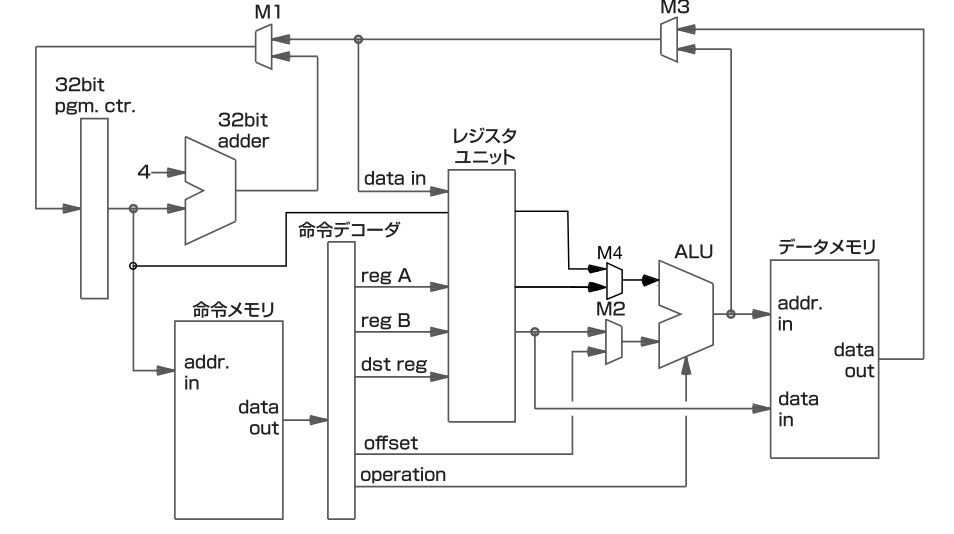 M1
M3
32bit
pgm. ctr.
32bit
adder
4
レジスタ
ユニット
data in
命令デコーダ
M4
ALU
データメモリ
reg A
reg B
dst reg
M2
addr.
in
data
out
data
in
命令メモリ
addr.
in
data
out
offset
operation